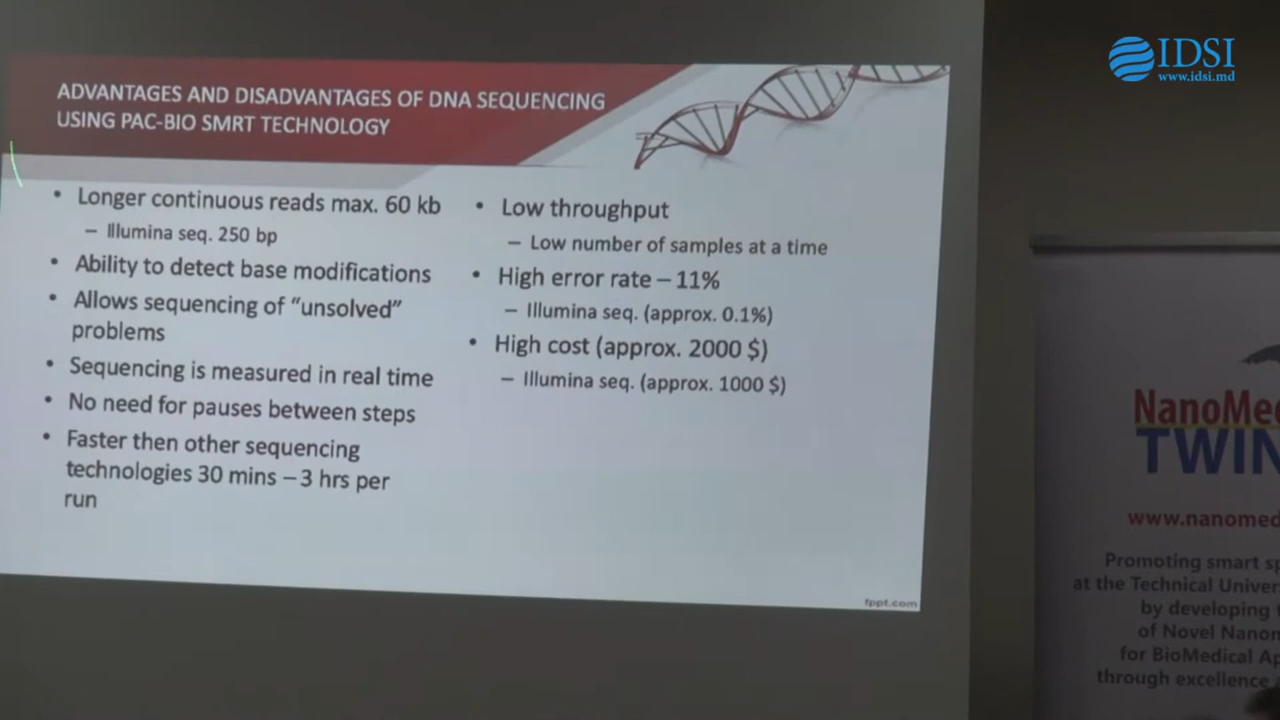 IDSI
www.idsi.md
ADVANTAGES AND DISADVANTAGES OF DNA SEQUENCING
USING PAC-BIO SMRT TECHNOLOGY
• Longer continuous reads max. 60 kb
– Illumina seq. 250 bp
• Ability to detect base modifications
• Allows sequencing of “unsolved”
problems
• Sequencing is measured in real time
• No need for pauses between steps
• Faster then other sequencing
technologies 30 mins – 3 hrs per
run
• Low throughput
– Low number of samples at a time
• High error rate – 11%
– Illumina seq. (approx. 0.1%)
• High cost (approx. 2000 $)
– Illumina seq. (approx. 1000 $)
fppt.com
NanoMe
TWIN
www.nanomed
Promoting smart sp
at the Technical Univer
by developing
of Novel Nanom
for BioMedical Ap
through excellence